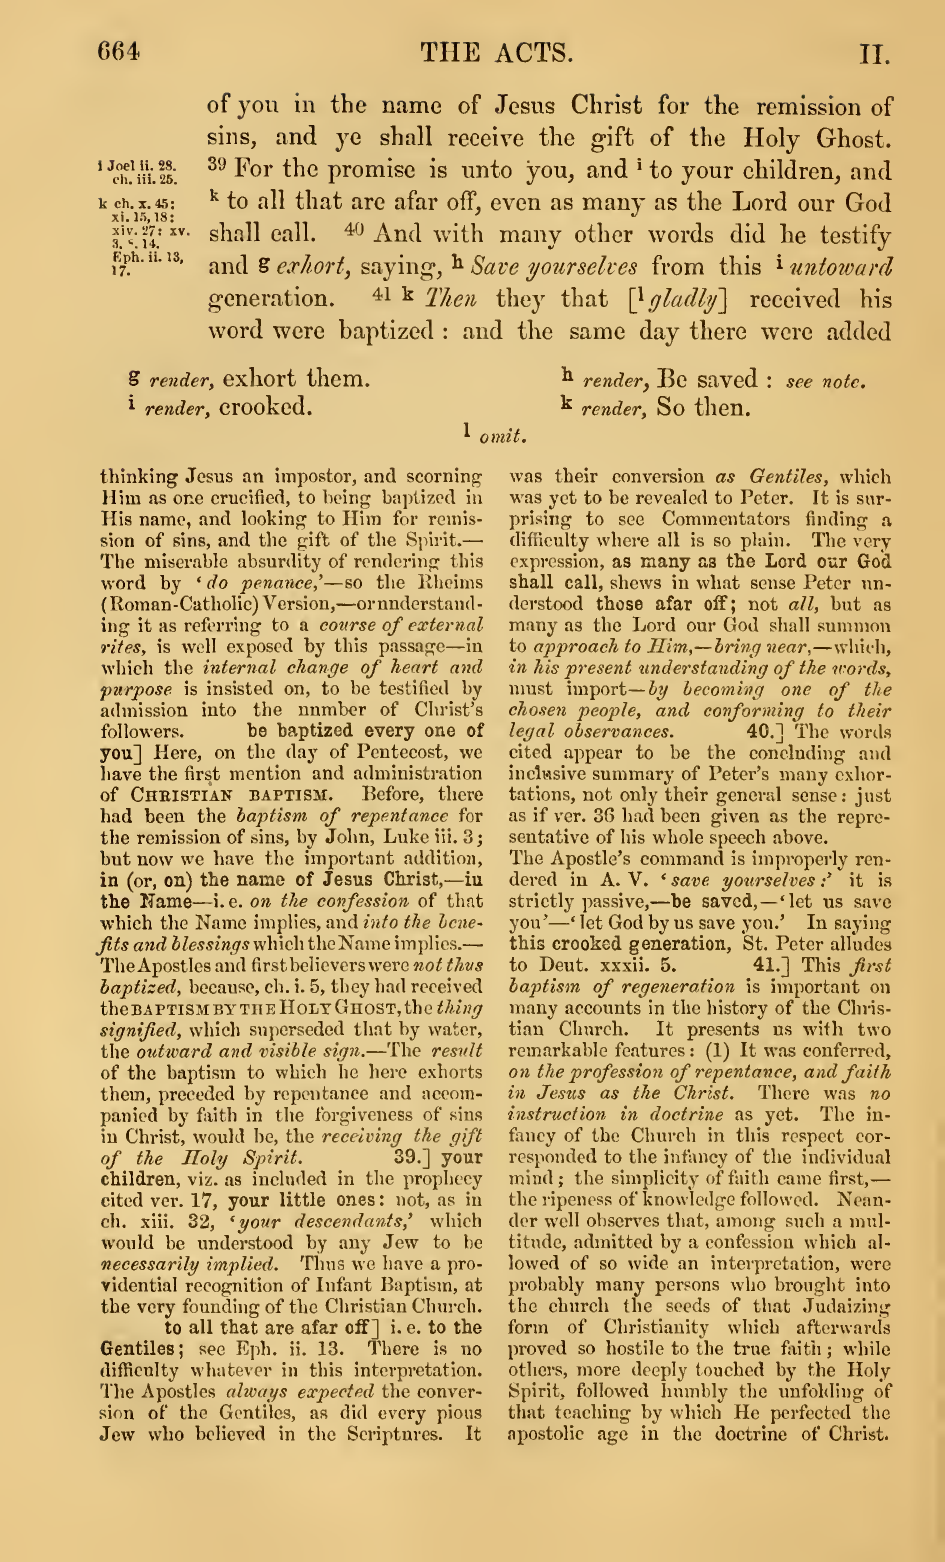 664 THE ACTS. II.
of you in the name of Jesus Christ for the remission of
sins, and ye shall receive the gift of the Holy Ghost.
i Joel ii. 28.
ch. iii. 25.
39 For the promise is unto you, and i to your children, and
k ch. x. 45:
xi. 15, 18:
xiv. 27: xv.
14.
Eph. ii. 13,
17.
k to all that are afar off, even as many as the Lord our God
shall call. 40 And with many other words did he testify
and g exhort, saying, h Save yourselves from this i untoward
generation. 41 k Then they that [l gladly] received his
word were baptized : and the same day there were added
g render, exhort them.
h render, Be saved : see note.
i render, crooked.
k render, So then.
l omit.
thinking Jesus an impostor, and scorning
Him as one crucified, to being baptized in
His name, and looking to Him for remis-
sion of sins, and the gift of the Spirit.—
The miserable absurdity of rendering this
word by ‘do penance,’—so the Rheims
(Roman-Catholic) Version,—or understand-
ing it as referring to a course of external
rites, is well exposed by this passage—in
which the internal change of heart and
purpose is insisted on, to be testified by
admission into the number of Christ's
followers. be baptized every one of
you] Here, on the day of Pentecost, we
have the first mention and administration
of CHRISTIAN BAPTISM. Before, there
had been the baptism of repentance for
the remission of sins, by John, Luke iii. 3;
but now we have the important addition,
in (or, on) the name of Jesus Christ,—in
the Name—i. e. on the confession of that
which the Name implies, and into the bene-
fits and blessings which the Name implies.—
The Apostles and first believers were not thus
baptized, because, ch. i. 5, they had received
the BAPTISM BY THE HOLY GHOST, the thing
signified, which superseded that by water,
the outward and visible sign.—The result
of the baptism to which he here exhorts
them, preceded by repentance and accom-
panied by faith in the forgiveness of sins
in Christ, would be, the receiving the gift
of the Holy Spirit. 39.] your
children, viz. as included in the prophecy
cited ver. 17, your little ones: not, as in
ch. xiii. 32, ‘your descendants,’ which
would be understood by any Jew to be
necessarily implied. Thus we have a pro-
vidential recognition of Infant Baptism, at
the very founding of the Christian Church.
to all that are afar off] i. e. to the
Gentiles; see Eph. ii. 13. There is no
difficulty whatever in this interpretation.
The Apostles always expected the conver-
sion of the Gentiles, as did every pious
Jew who believed in the Scriptures. It
was their conversion as Gentiles, which
was yet to be revealed to Peter. It is sur-
prising to see Commentators finding a
difficulty where all is so plain. The very
expression, as many as the Lord our God
shall call, shews in what sense Peter un-
derstood those afar off; not all, but as
many as the Lord our God shall summon
to approach to Him,—bring near,—which,
in his present understanding of the words,
must import—by becoming one of the
chosen people, and conforming to their
legal observances. 40.] The words
cited appear to be the concluding and
inclusive summary of Peter's many exhor-
tations, not only their general sense: just
as if ver. 36 had been given as the repre-
sentative of his whole speech above.
The Apostle's command is improperly ren-
dered in A. V. ‘save yourselves:’ it is
strictly passive,—be saved,—‘let us save
you’—‘let God by us save you.’ In saying
this crooked generation, St. Peter alludes
to Deut. xxxii. 5. 41.] This first
baptism of regeneration is important on
many accounts in the history of the Chris-
tian Church. It presents us with two
remarkable features: (1) It was conferred,
on the profession of repentance, and faith
in Jesus as the Christ. There was no
instruction in doctrine as yet. The in-
fancy of the Church in this respect cor-
responded to the infancy of the individual
mind; the simplicity of faith came first,—
the ripeness of knowledge followed. Nean-
der well observes that, among such a mul-
titude, admitted by a confession which al-
lowed of so wide an interpretation, were
probably many persons who brought into
the church the seeds of that Judaizing
form of Christianity which afterwards
proved so hostile to the true faith; while
others, more deeply touched by the Holy
Spirit, followed humbly the unfolding of
that teaching by which He perfected the
apostolic age in the doctrine of Christ.